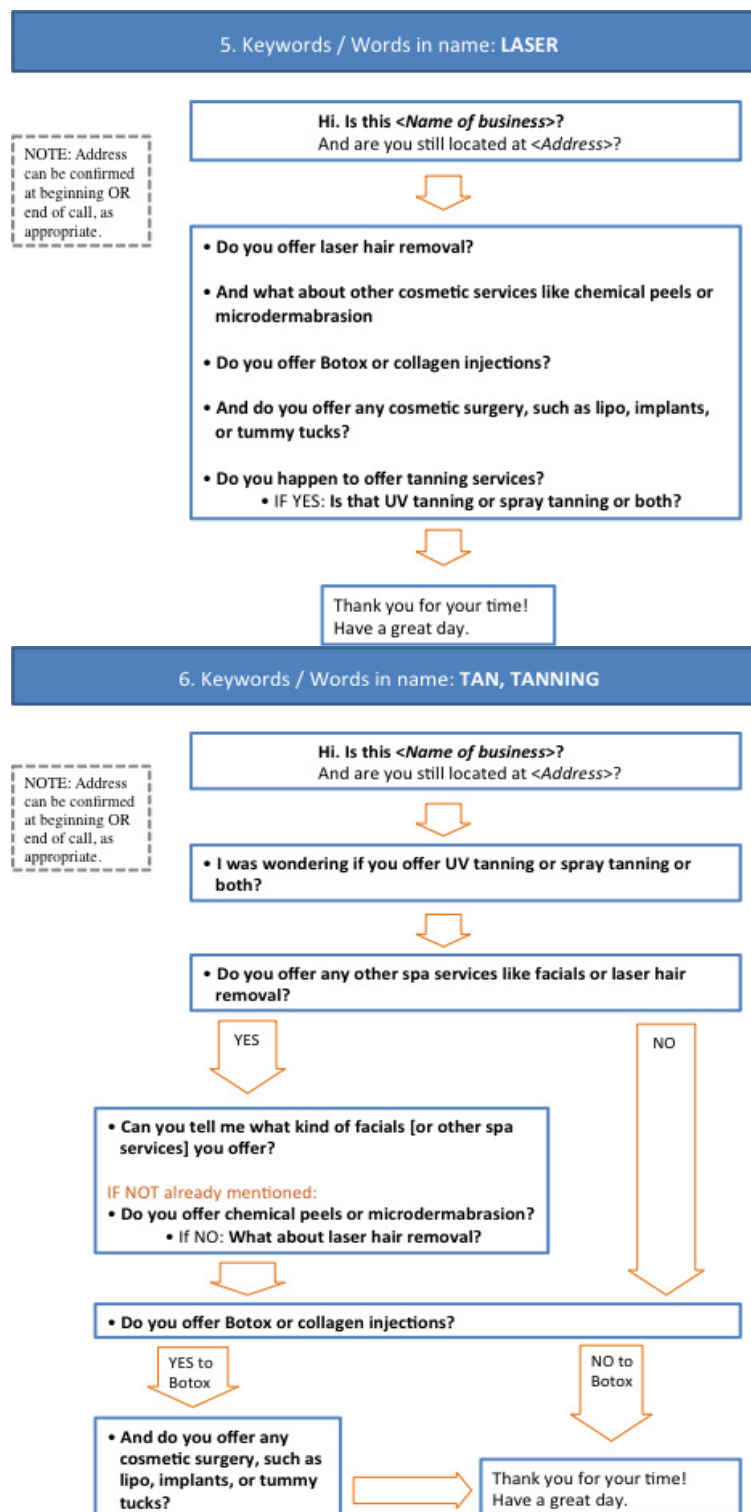 5. Keywords / Words in name: LASER
Hi. Is this <Name of business>?
And are you still located at <Address>?
NOTE: Address
can be confirmed
at beginning OR
end of call, as
appropriate.
• Do you offer laser hair removal?
• And what about other cosmetic services like chemical peels or
microdermabrasion
• Do you offer Botox or collagen injections?
• And do you offer any cosmetic surgery, such as lipo, implants,
or tummy tucks?
• Do you happen to offer tanning services?
• IF YES: Is that UV tanning or spray tanning or both?
Thank you for your time!
Have a great day.
6. Keywords / Words in name: TAN, TANNING
Hi. Is this <Name of business>?
And are you still located at <Address>?
NOTE: Address
can be confirmed
at beginning OR
end of call, as
appropriate.
• I was wondering if you offer UV tanning or spray tanning or
both?
• Do you offer any other spa services like facials or laser hair
removal?
YES
NO
• Can you tell me what kind of facials [or other spa
services] you offer?
IF NOT already mentioned:
• Do you offer chemical peels or microdermabrasion?
• If NO: What about laser hair removal?
• Do you offer Botox or collagen injections?
YES to
Botox
NO to
Botox
• And do you offer any
cosmetic surgery, such as
lipo, implants, or tummy
tucks?
Thank you for your time!
Have a great day.